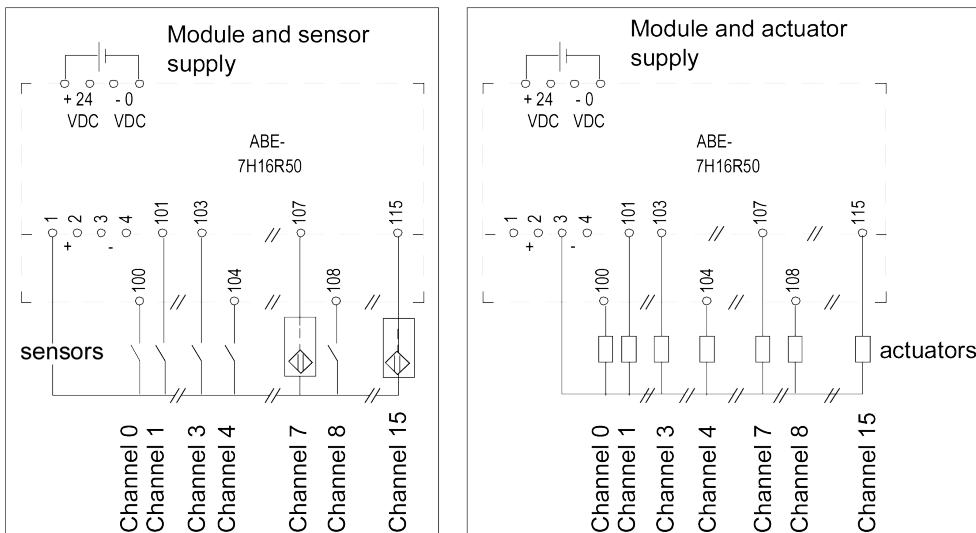 Module and sensor
supply
+ 24 - 0
VDC VDC
ABE-
7H16R50
1 2 3 4 101 103 107 115
+ -
100 104 108
sensors
Channel 0
Channel 1
Channel 3
Channel 4
Channel 7
Channel 8
Channel 15
Module and actuator
supply
+ 24 - 0
VDC VDC
ABE-
7H16R50
1 2 3 4 101 103 107 115
+ -
100 104 108
actuators
Channel 0
Channel 1
Channel 3
Channel 4
Channel 7
Channel 8
Channel 15